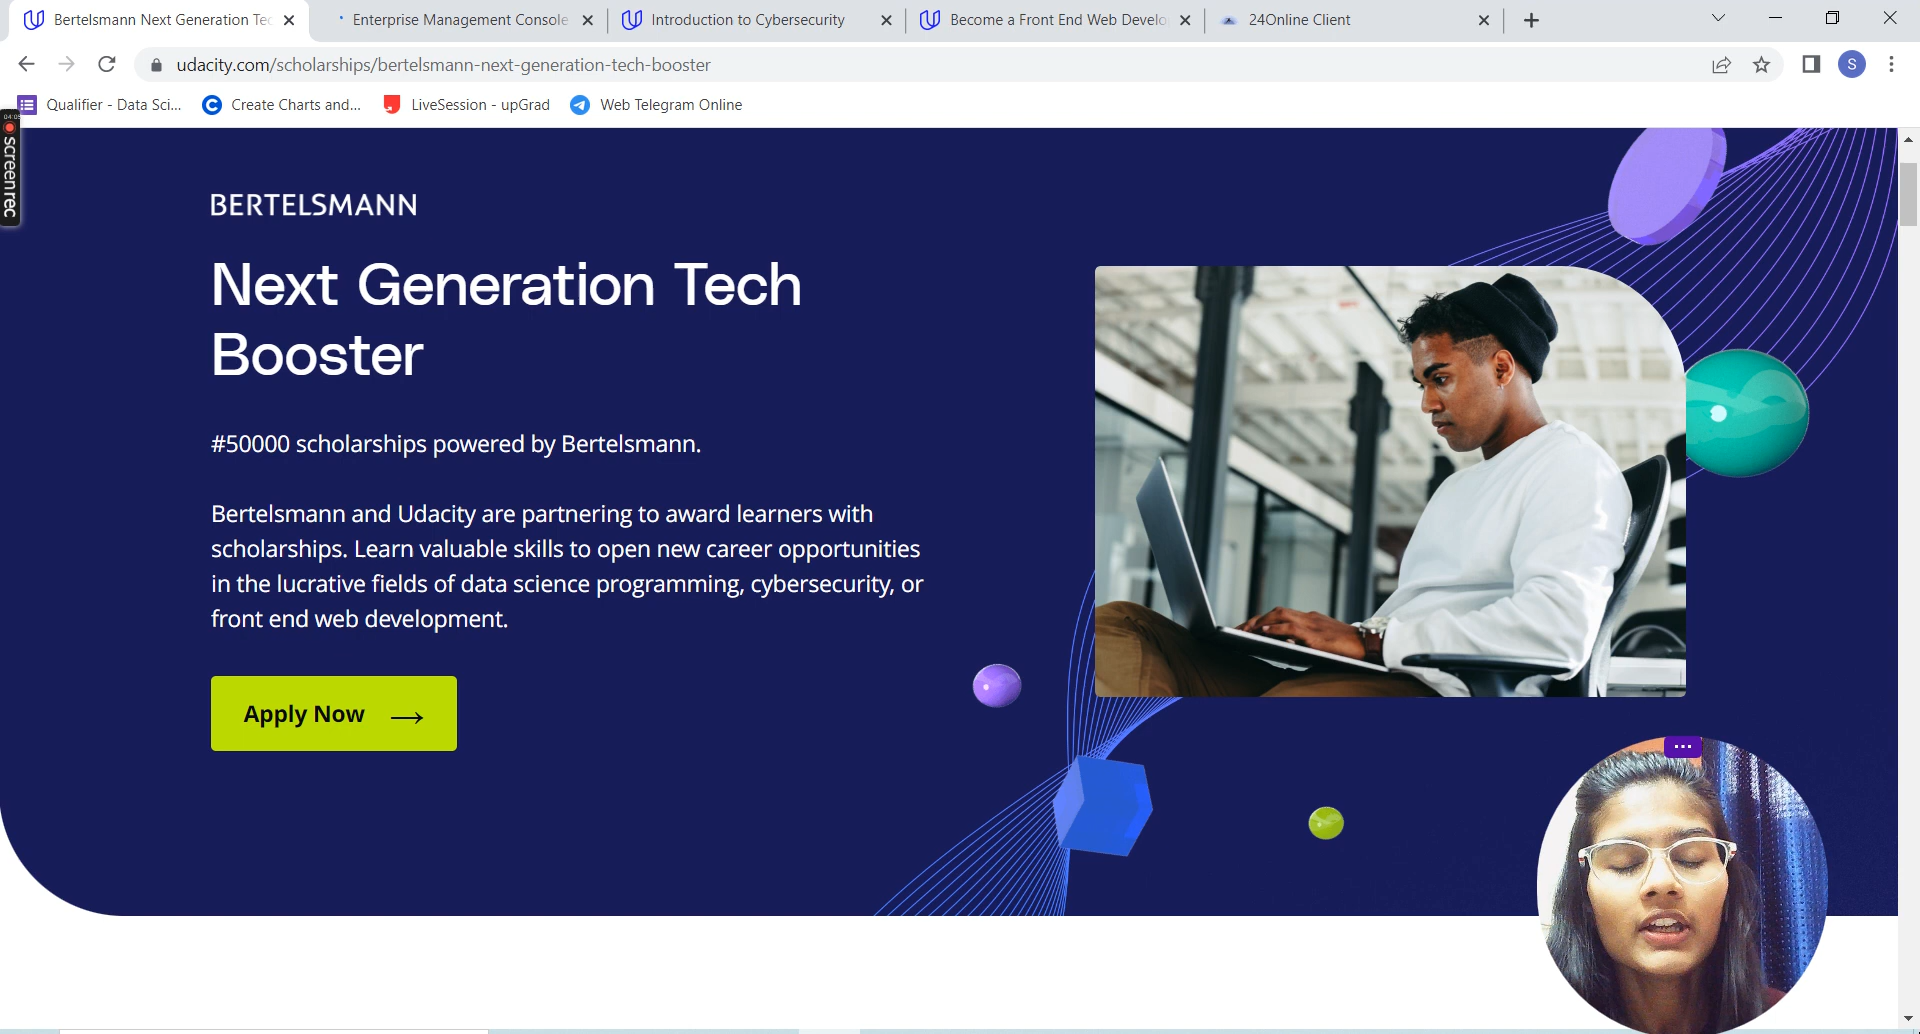 Bertelsmann Next Generation Tec
Enterprise Management Console
Introduction to Cybersecurity
Become a Front End Web Develo
24Online Client
udacity.com/scholarships/bertelsmann-next-generation-tech-booster
S
Qualifier - Data Sci...
Create Charts and...
LiveSession - upGrad
Web Telegram Online
screenrec
BERTELSMANN
Next Generation Tech
Booster
#50000 scholarships powered by Bertelsmann.
Bertelsmann and Udacity are partnering to award learners with
scholarships. Learn valuable skills to open new career opportunities
in the lucrative fields of data science programming, cybersecurity, or
front end web development.
Apply Now